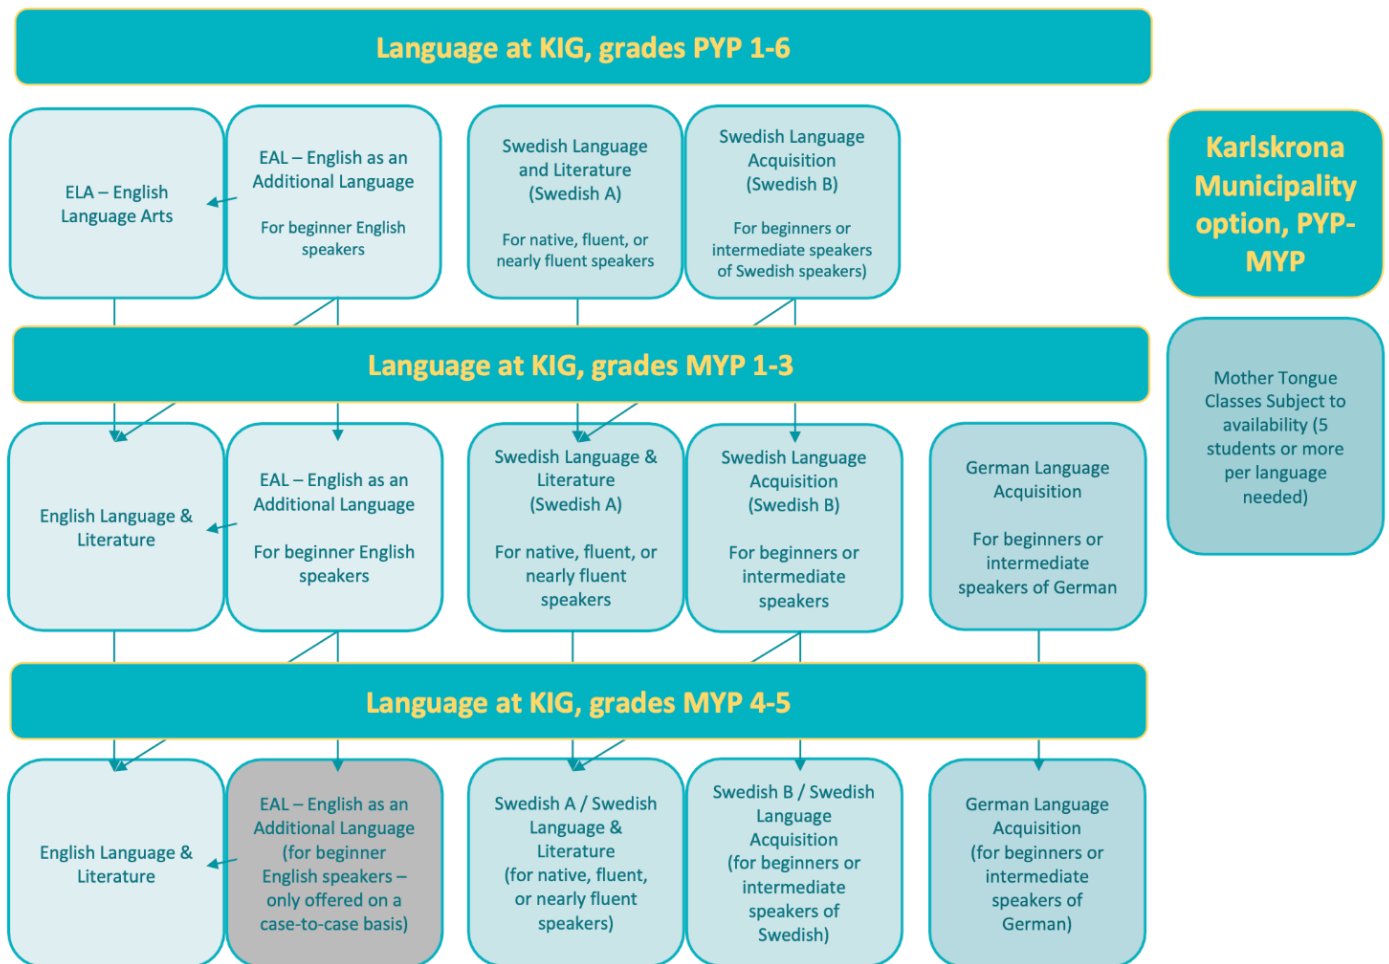 Language at KIG, grades PYP 1-6
ELA – English
Language Arts
EAL – English as an
Additional Language
For beginner English
speakers
Swedish Language
and Literature
(Swedish A)
For native, fluent, or
nearly fluent speakers
Swedish Language
Acquisition
(Swedish B)
For beginners or
intermediate speakers
of Swedish speakers)
Karlskrona
Municipality
option, PYP-
MYP
Mother Tongue
Classes Subject to
availability (5
students or more
per language
needed)
Language at KIG, grades MYP 1-3
English Language &
Literature
EAL – English as an
Additional Language
For beginner English
speakers
Swedish Language &
Literature
(Swedish A)
For native, fluent, or
nearly fluent
speakers
Swedish Language
Acquisition
(Swedish B)
For beginners or
intermediate
speakers
German Language
Acquisition
For beginners or
intermediate
speakers of German
Language at KIG, grades MYP 4-5
English Language &
Literature
EAL – English as an
Additional Language
(for beginner
English speakers –
only offered on a
case-to-case basis)
Swedish A / Swedish
Language &
Literature
(for native, fluent,
or nearly fluent
speakers)
Swedish B / Swedish
Language
Acquisition
(for beginners or
intermediate
speakers of
Swedish)
German Language
Acquisition
(for beginners or
intermediate
speakers of
German)